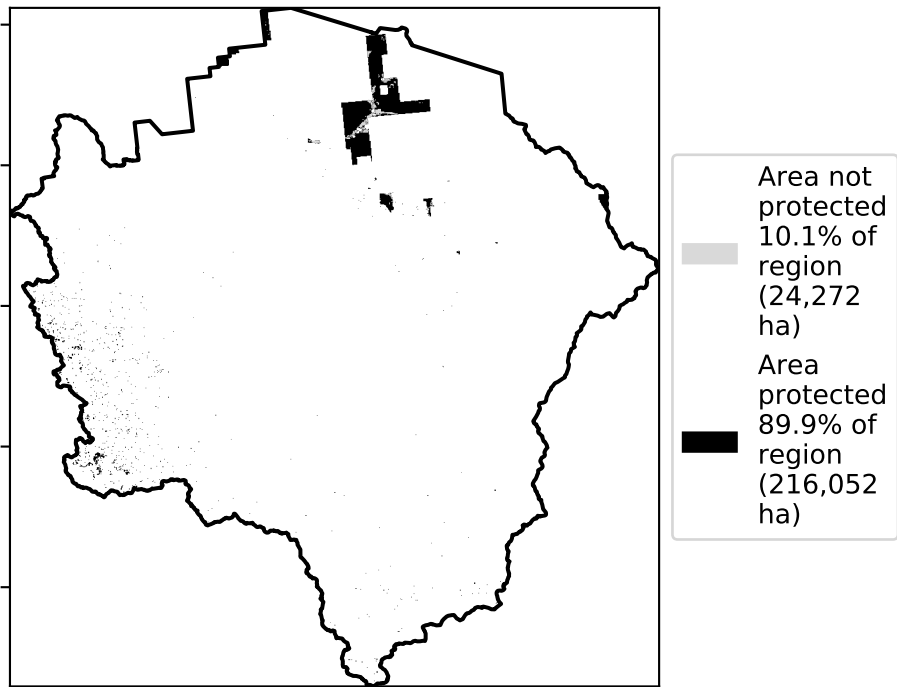 Area not
protected
10.1% of
region
(24,272
ha)
Area
protected
89.9% of
region
(216,052
ha)